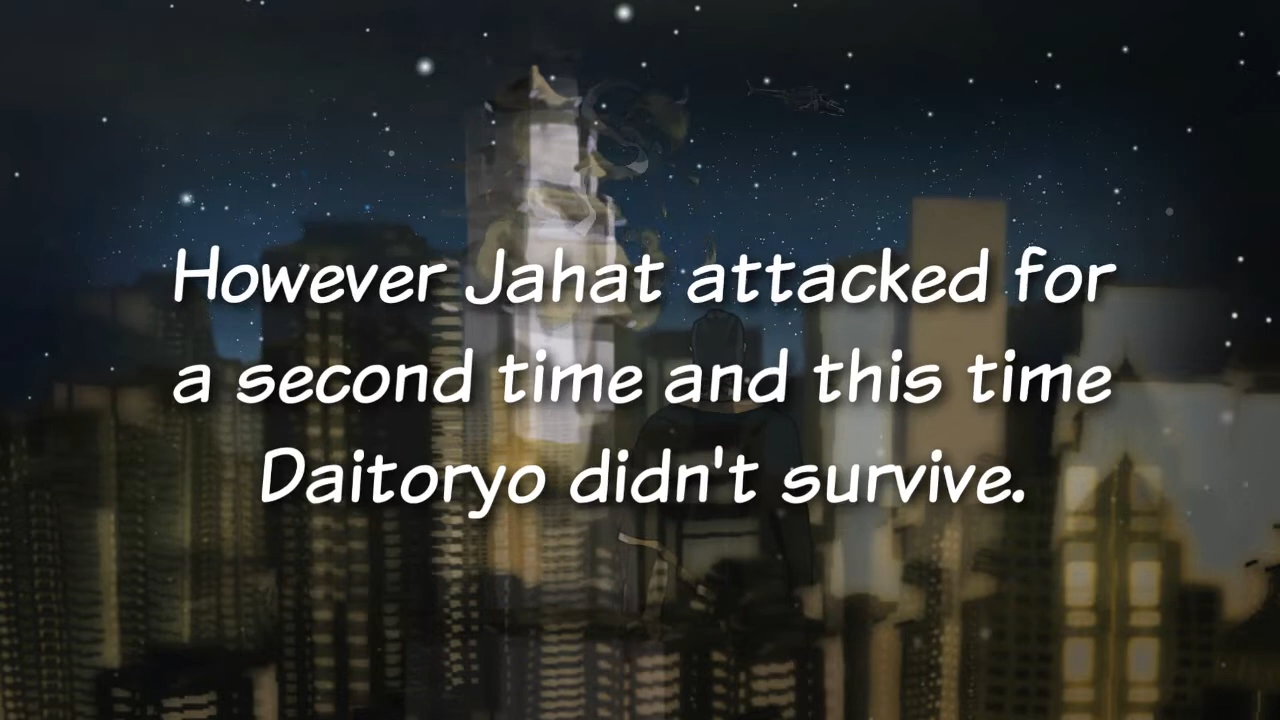 However Jahat attacked for
a second time and this time
Daitoryo didn't survive.